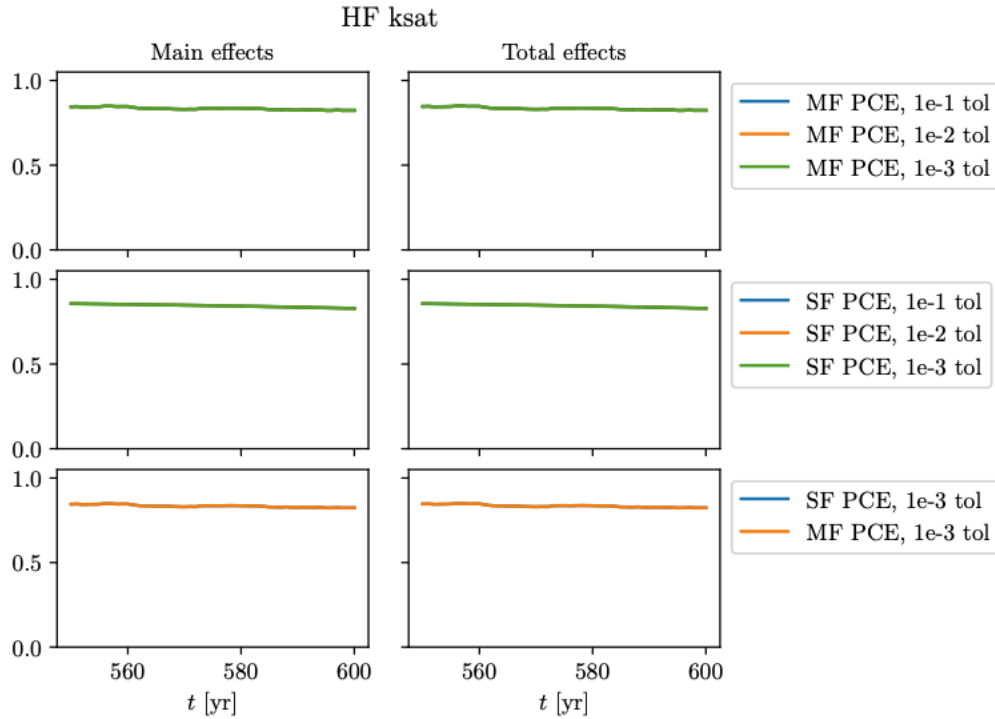 HF ksat
Main effects
Total effects
1.0
0.5
0.0
MF PCE, 1e-1 tol
MF PCE, 1e-2 tol
MF PCE, 1e-3 tol
1.0
0.5
0.0
SF PCE, 1e-1 tol
SF PCE, 1e-2 tol
SF PCE, 1e-3 tol
1.0
0.5
0.0
SF PCE, 1e-3 tol
MF PCE, 1e-3 tol
560 580 600
560 580 600
t [yr]
t [yr]